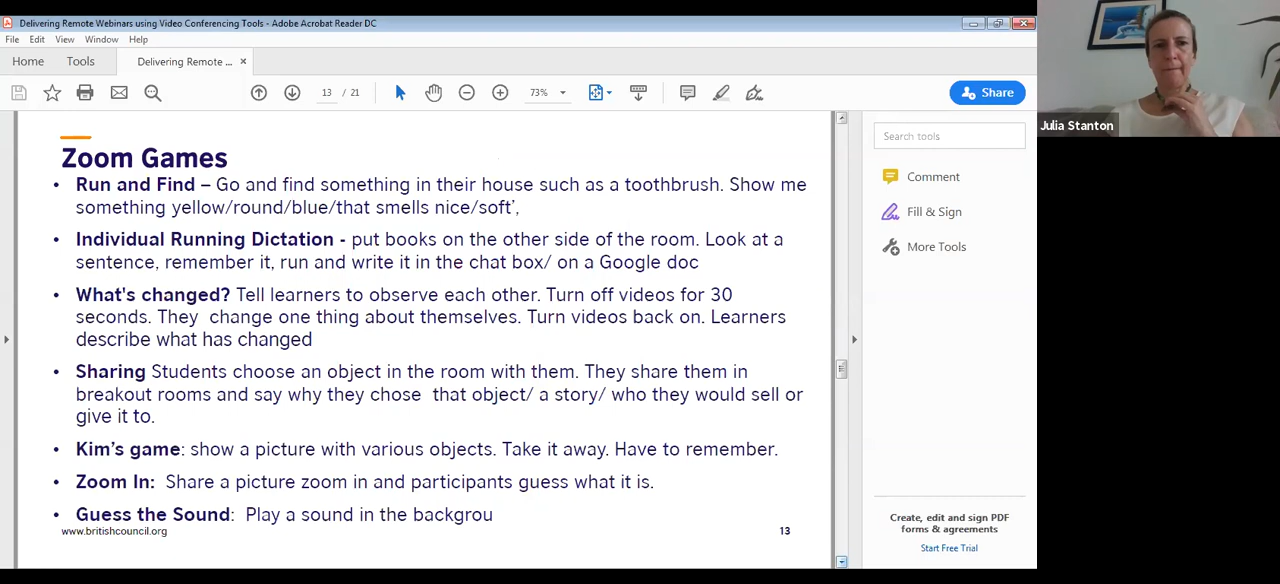 Delivering Remote Webinars using Video Conferencing Tools - Adobe Acrobat Reader DC
File Edit View Window Help
Home Tools Delivering Remote ... ×
13 / 21 73% Share
Julia Stanton
Search tools
Comment
Fill & Sign
More Tools
Zoom Games
• Run and Find – Go and find something in their house such as a toothbrush. Show me
something yellow/round/blue/that smells nice/soft’,
• Individual Running Dictation - put books on the other side of the room. Look at a
sentence, remember it, run and write it in the chat box/ on a Google doc
• What's changed? Tell learners to observe each other. Turn off videos for 30
seconds. They change one thing about themselves. Turn videos back on. Learners
describe what has changed
• Sharing Students choose an object in the room with them. They share them in
breakout rooms and say why they chose that object/ a story/ who they would sell or
give it to.
• Kim’s game: show a picture with various objects. Take it away. Have to remember.
• Zoom In: Share a picture zoom in and participants guess what it is.
• Guess the Sound: Play a sound in the backgrou
www.britishcouncil.org 13
Create, edit and sign PDF
forms & agreements
Start Free Trial